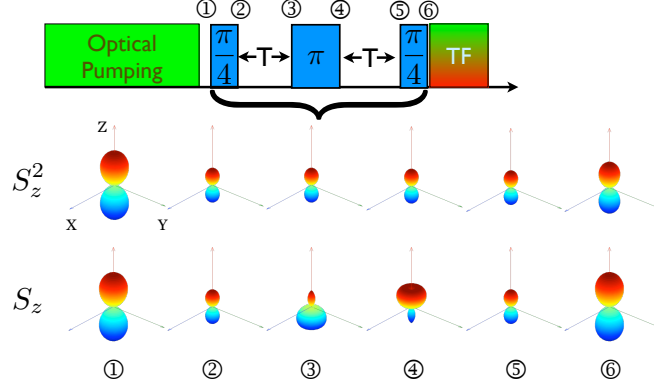 ① ② ③ ④ ⑤ ⑥
Optical Pumping
π/4
T
π
T
π/4
TF
S_z^2
Z
X
Y
S_z
① ② ③ ④ ⑤ ⑥